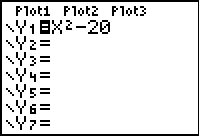 Plot1 Plot2 Plot3
\Y1=X²-20
\Y2=
\Y3=
\Y4=
\Y5=
\Y6=
\Y7=